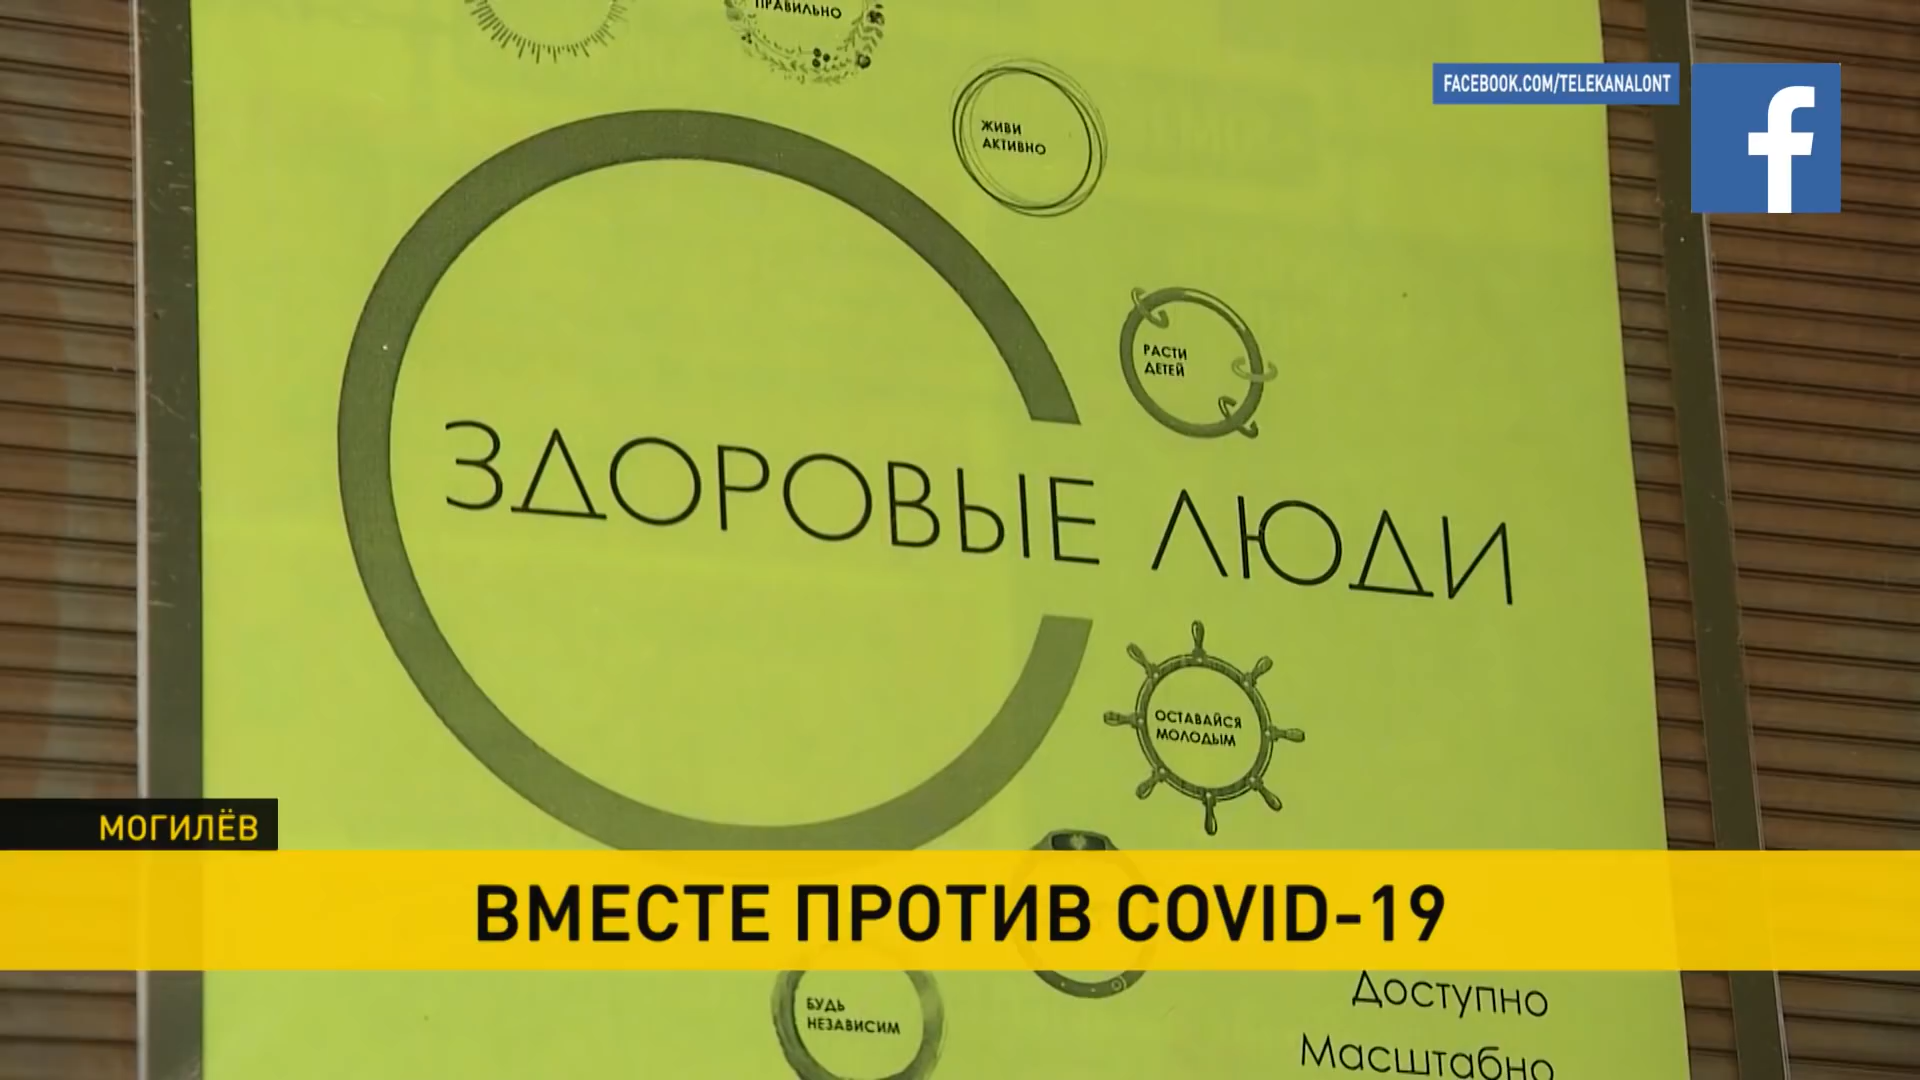 ПРАВИЛЬНО
FACEBOOK.COM/TELEKANALONT
ЖИВИ
АКТИВНО
РАСТИ
ДЕТЕЙ
ЗДОРОВЫЕ ЛЮДИ
ОСТАВАЙСЯ
МОЛОДЫМ
МОГИЛЁВ
ВМЕСТЕ ПРОТИВ COVID-19
БУДЬ
НЕЗАВИСИМ
Доступно
Масштабно